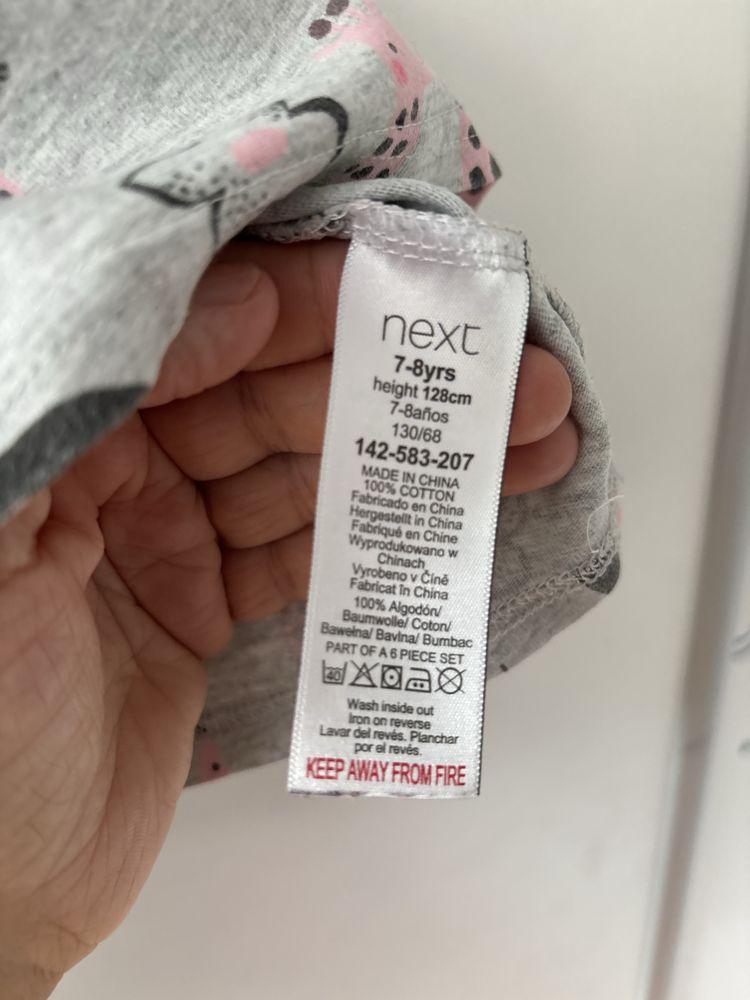 next
7-8yrs
height 128cm
7-8años
130/68
142-583-207
MADE IN CHINA
100% COTTON
Fabricado en China
Hergestellt in China
Fabriqué en Chine
Wyprodukowano w
Chinach
Vyrobeno v Číně
Fabricat în China
100% Algodón/
Baumwolle/ Coton/
Bawełna/ Bavlna/ Bumbac
PART OF A 6 PIECE SET
40
Wash inside out
Iron on reverse
Lavar del revés. Planchar
por el revés.
KEEP AWAY FROM FIRE